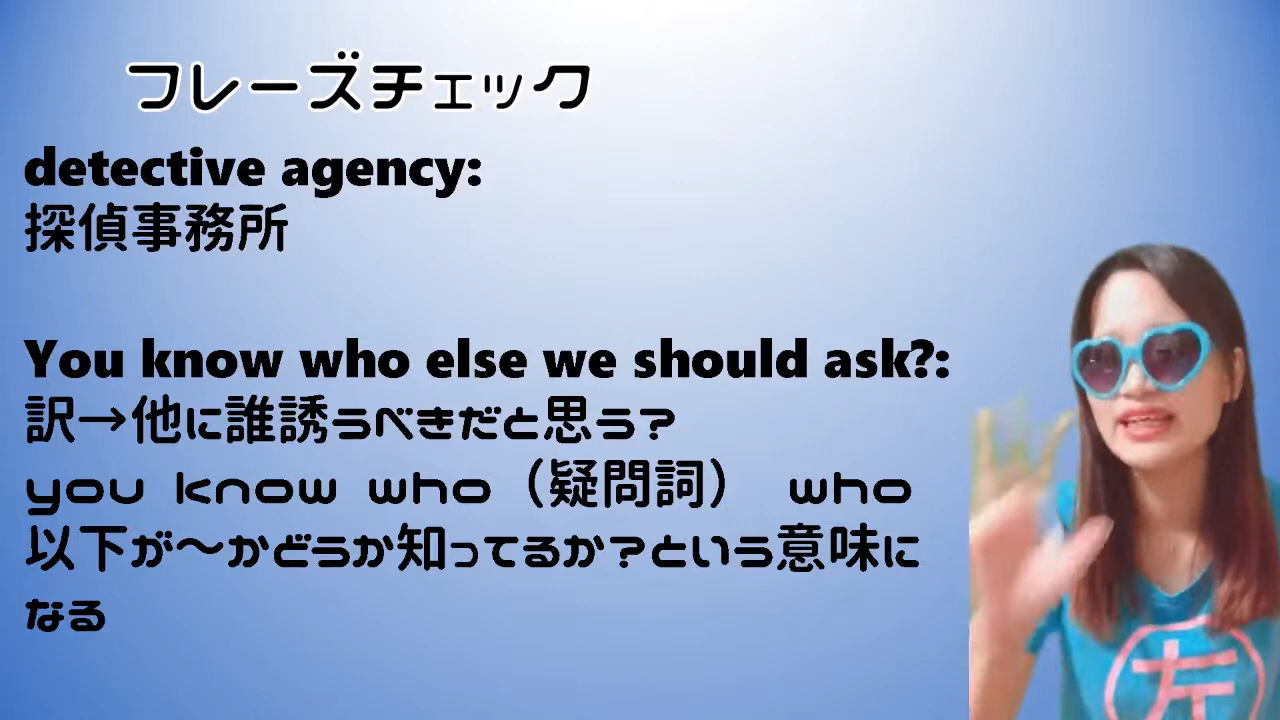 フレーズチェック
detective agency:
探偵事務所
You know who else we should ask?:
訳→他に誰誘うべきだと思う？
you know who（疑問詞） who
以下が〜かどうか知ってるか？という意味に
なる
左